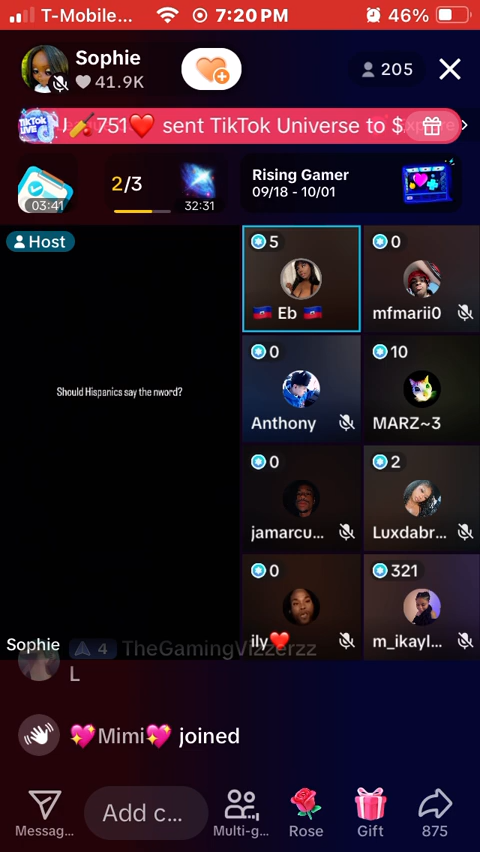 T-Mobile... 7:20 PM 46%
Sophie
41.9K
205
TikTok LIVE 751 sent TikTok Universe to $
03:41
2/3
32:31
Rising Gamer
09/18 - 10/01
Host
Should Hispanics say the nword?
5
Eb
0
mfmarii0
0
Anthony
10
MARZ~3
0
jamarcu...
2
Luxdabr...
0
ily
321
m_ikayl...
Sophie
4 TheGamingVizzerzz
L
Mimi joined
Messag...
Add c...
Multi-g...
Rose
Gift
875